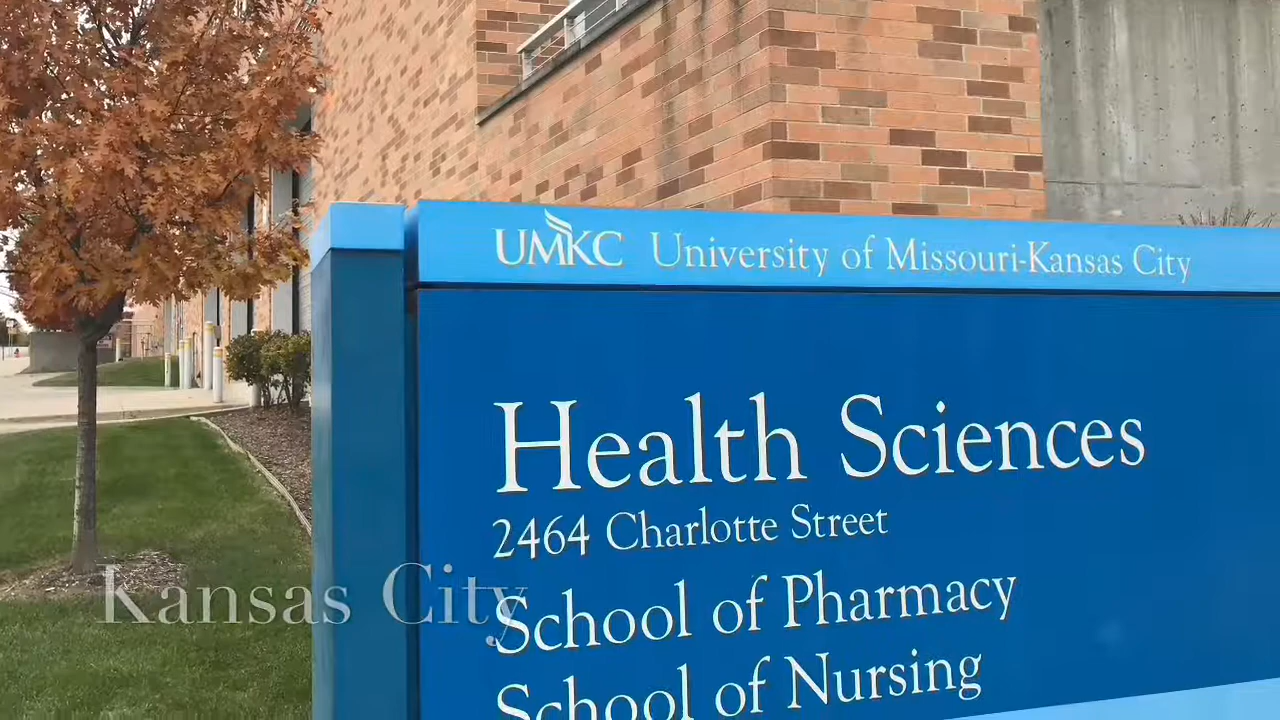 UMKC University of Missouri-Kansas City
Health Sciences
2464 Charlotte Street
School of Pharmacy
School of Nursing
Kansas City